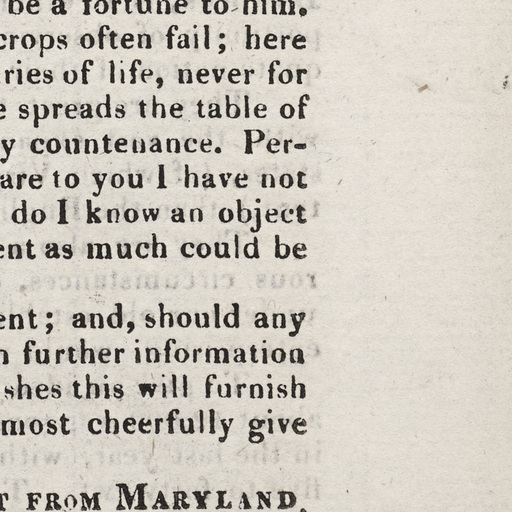 be a fortune to him.
crops often fail; here
ries of life, never for
e spreads the table of
y countenance. Per-
are to you I have not
do I know an object
ent as much could be
ent; and, should any
n further information
shes this will furnish
most cheerfully give
T FROM MARYLAND.